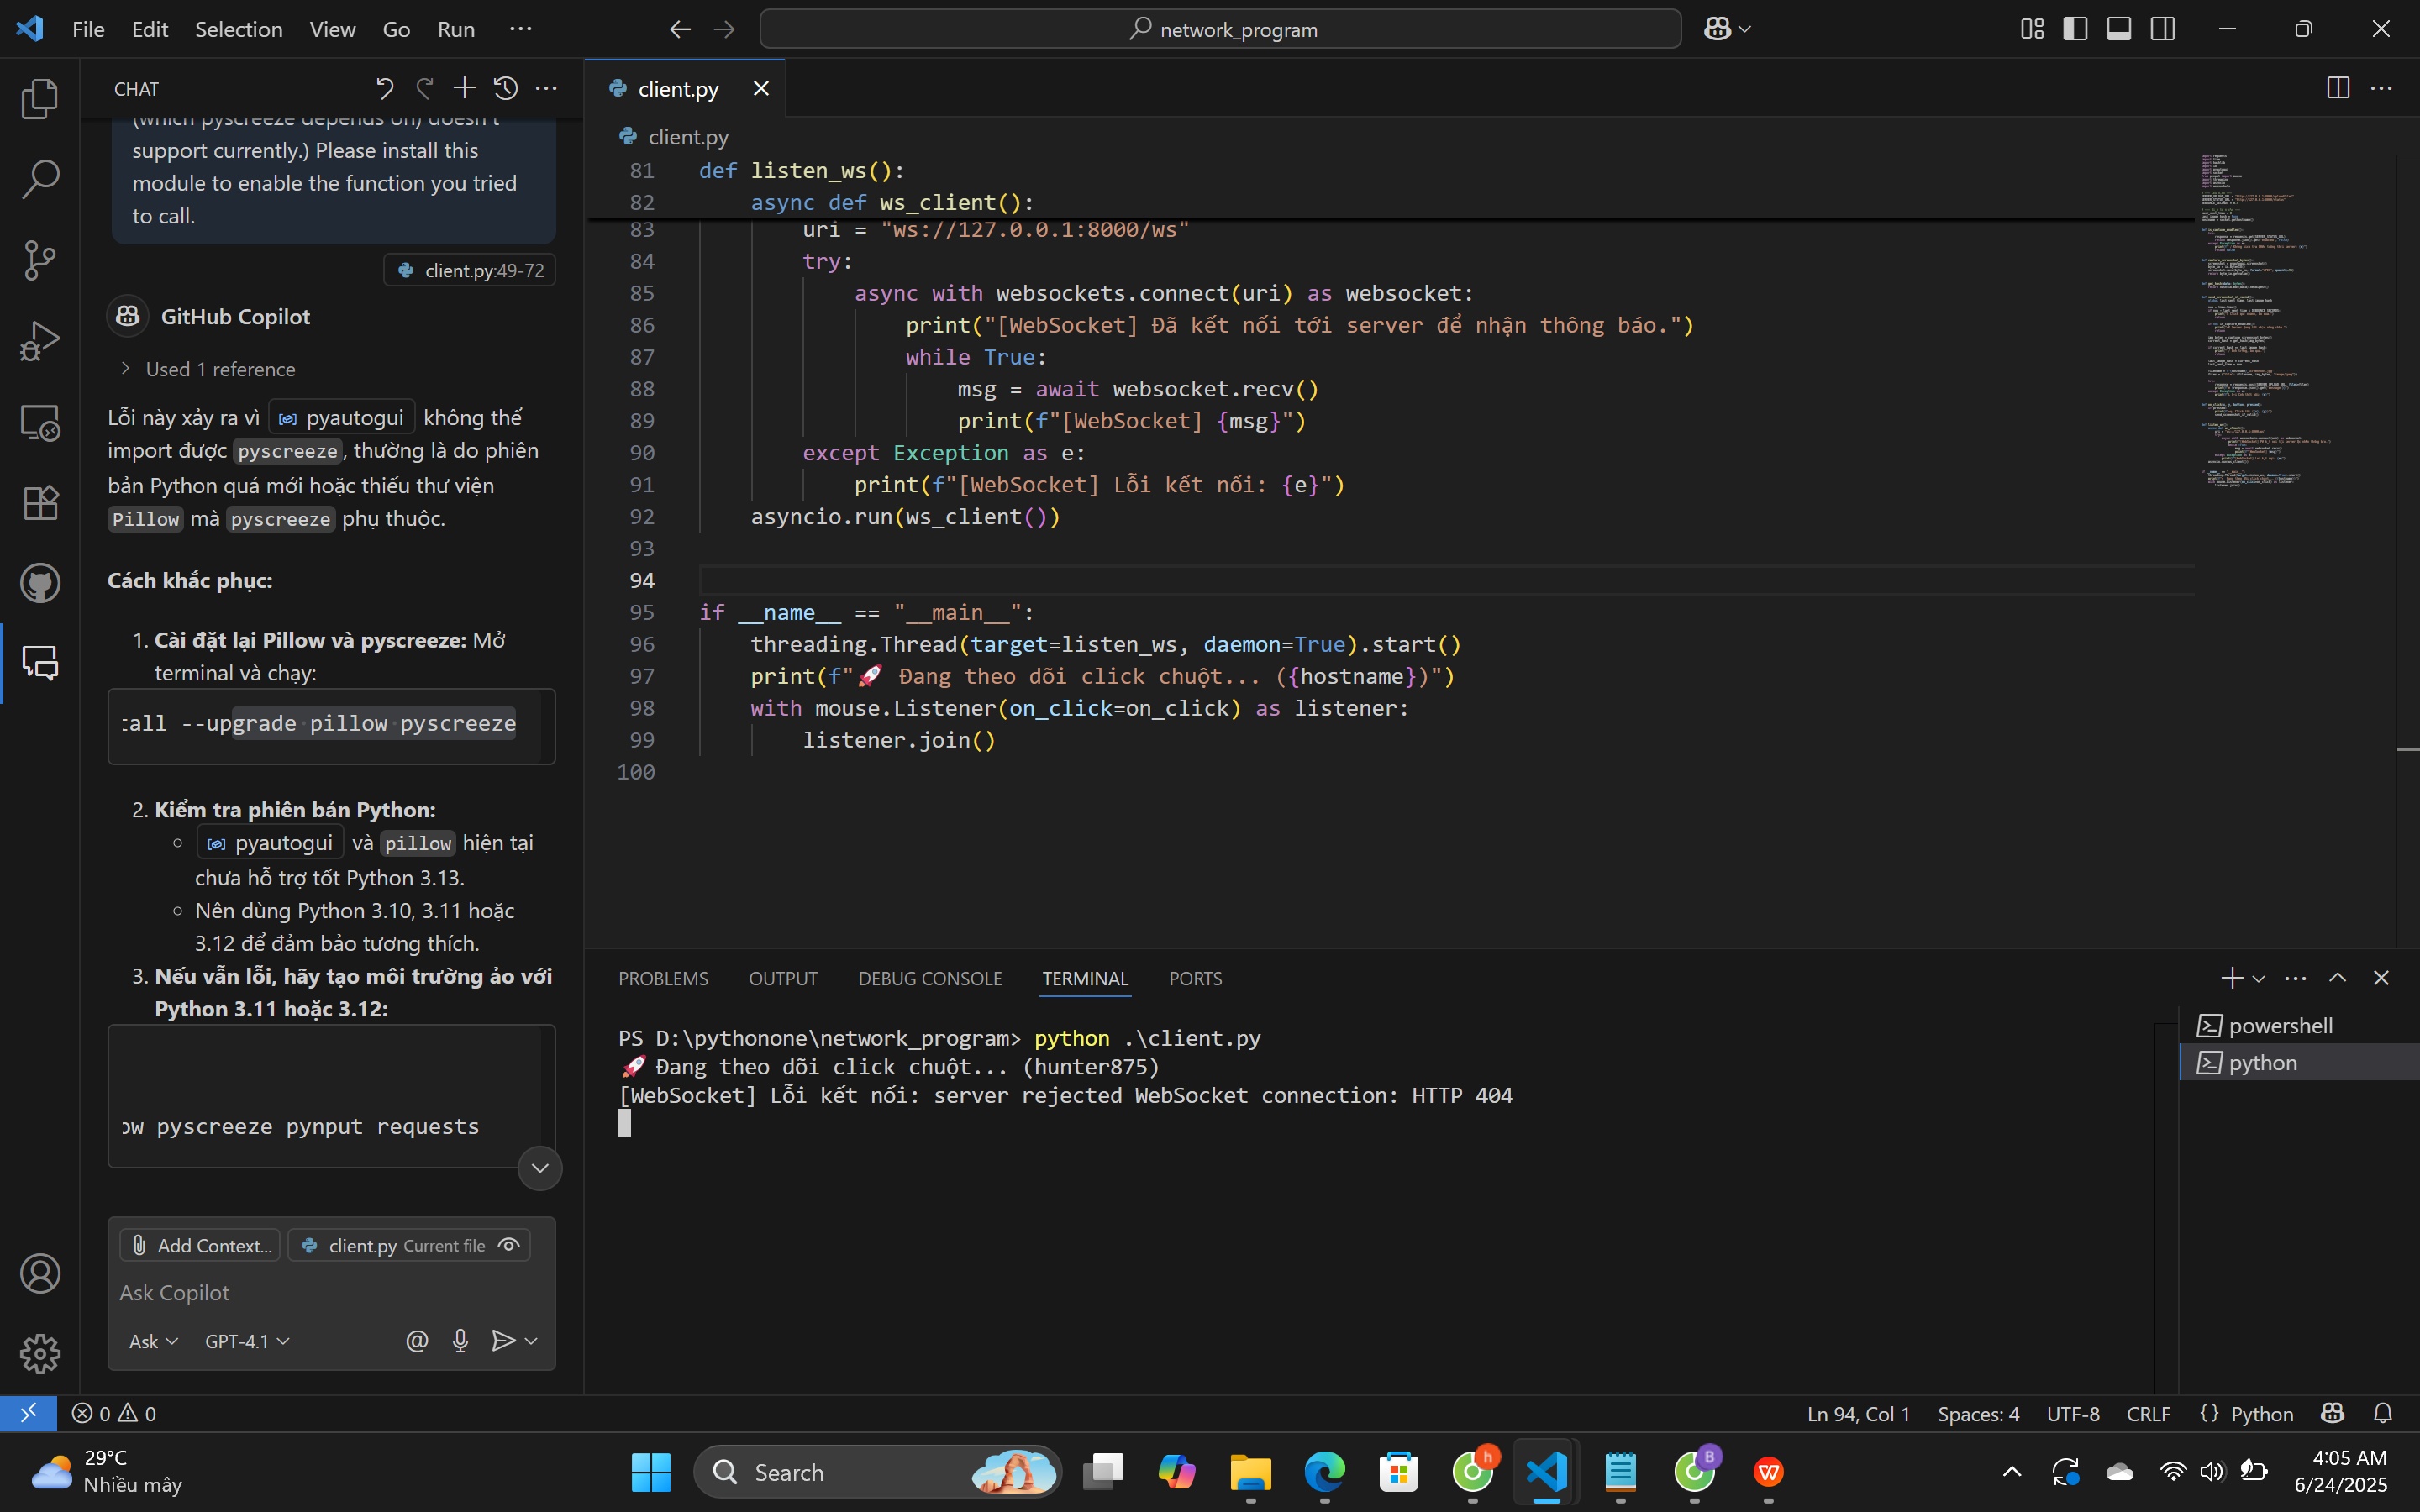 File Edit Selection View Go Run ···
network_program
CHAT
(which pyscreeze depends on) doesn't
support currently.) Please install this
module to enable the function you tried
to call.
client.py:49-72
GitHub Copilot
Used 1 reference
Lỗi này xảy ra vì pyautogui không thể
import được pyscreeze, thường là do phiên
bản Python quá mới hoặc thiếu thư viện
Pillow mà pyscreeze phụ thuộc.
Cách khắc phục:
1. Cài đặt lại Pillow và pyscreeze: Mở
terminal và chạy:
all --upgrade pillow pyscreeze
2. Kiểm tra phiên bản Python:
pyautogui và pillow hiện tại
chưa hỗ trợ tốt Python 3.13.
Nên dùng Python 3.10, 3.11 hoặc
3.12 để đảm bảo tương thích.
3. Nếu vẫn lỗi, hãy tạo môi trường ảo với
Python 3.11 hoặc 3.12:
ow pyscreeze pynput requests
Add Context... client.py Current file
Ask Copilot
Ask GPT-4.1
client.py
client.py
81 def listen_ws():
82 async def ws_client():
83 uri = "ws://127.0.0.1:8000/ws"
84 try:
85 async with websockets.connect(uri) as websocket:
86 print("[WebSocket] Đã kết nối tới server để nhận thông báo.")
87 while True:
88 msg = await websocket.recv()
89 print(f"[WebSocket] {msg}")
90 except Exception as e:
91 print(f"[WebSocket] Lỗi kết nối: {e}")
92 asyncio.run(ws_client())
93
94
95 if __name__ == "__main__":
96 threading.Thread(target=listen_ws, daemon=True).start()
97 print(f"🚀 Đang theo dõi click chuột... ({hostname})")
98 with mouse.Listener(on_click=on_click) as listener:
99 listener.join()
100
PROBLEMS OUTPUT DEBUG CONSOLE TERMINAL PORTS
PS D:\pythonone\network_program> python .\client.py
🚀 Đang theo dõi click chuột... (hunter875)
[WebSocket] Lỗi kết nối: server rejected WebSocket connection: HTTP 404
powershell
python
0 0
Ln 94, Col 1 Spaces: 4 UTF-8 CRLF {} Python
29°C
Nhiều mây
Search
h
B
W
4:05 AM
6/24/2025